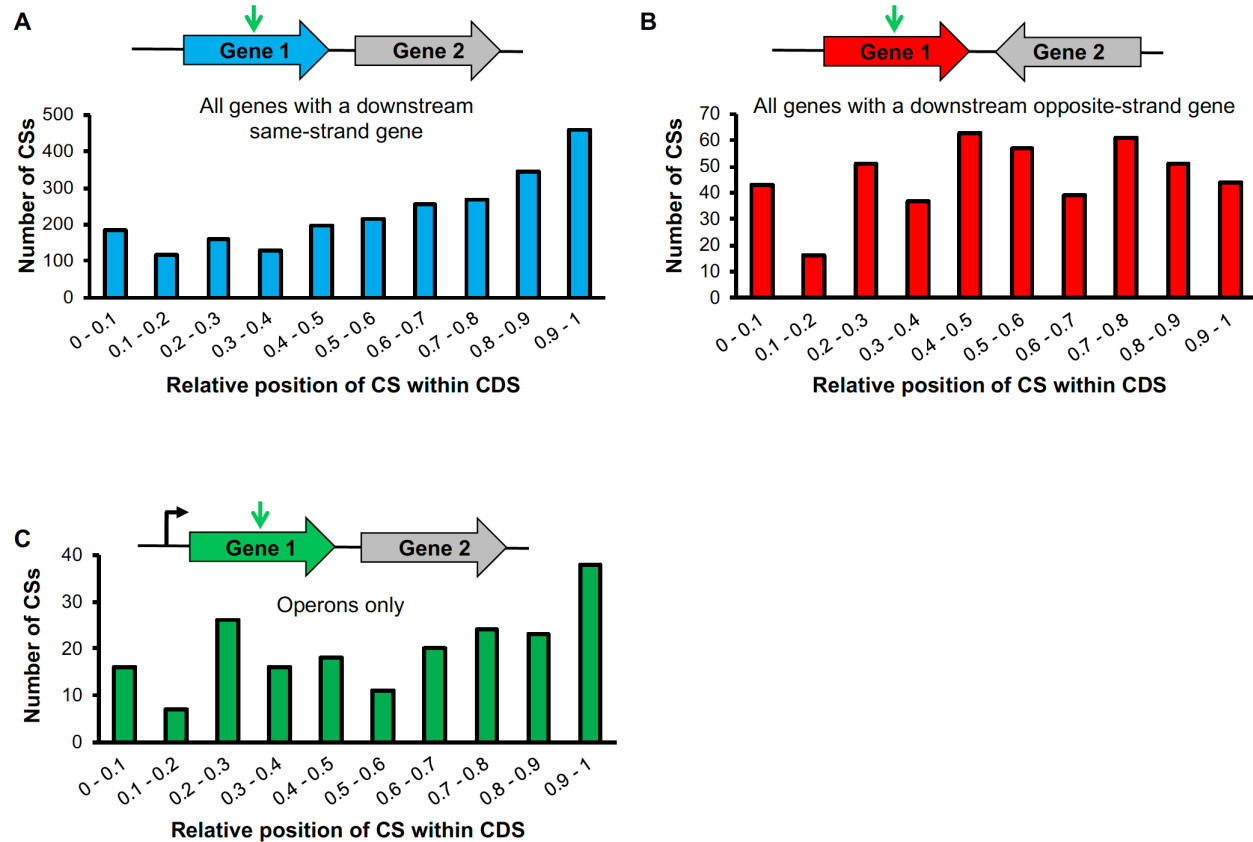 A
Gene 1
Gene 2
All genes with a downstream
same-strand gene
Number of CSs
500
400
300
200
100
0
0 - 0.1
0.1 - 0.2
0.2 - 0.3
0.3 - 0.4
0.4 - 0.5
0.5 - 0.6
0.6 - 0.7
0.7 - 0.8
0.8 - 0.9
0.9 - 1
Relative position of CS within CDS
B
Gene 1
Gene 2
All genes with a downstream opposite-strand gene
Number of CSs
70
60
50
40
30
20
10
0
0 - 0.1
0.1 - 0.2
0.2 - 0.3
0.3 - 0.4
0.4 - 0.5
0.5 - 0.6
0.6 - 0.7
0.7 - 0.8
0.8 - 0.9
0.9 - 1
Relative position of CS within CDS
C
Gene 1
Gene 2
Operons only
Number of CSs
40
30
20
10
0
0 - 0.1
0.1 - 0.2
0.2 - 0.3
0.3 - 0.4
0.4 - 0.5
0.5 - 0.6
0.6 - 0.7
0.7 - 0.8
0.8 - 0.9
0.9 - 1
Relative position of CS within CDS